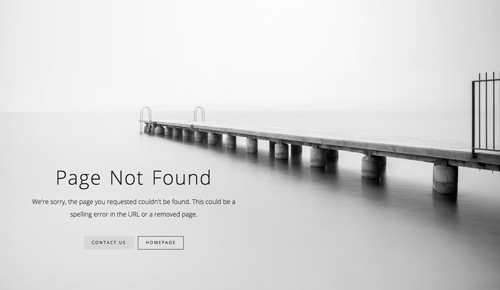 Page Not Found
We're sorry, the page you requested couldn't be found. This could be a
spelling error in the URL or a removed page.
CONTACT US
HOMEPAGE